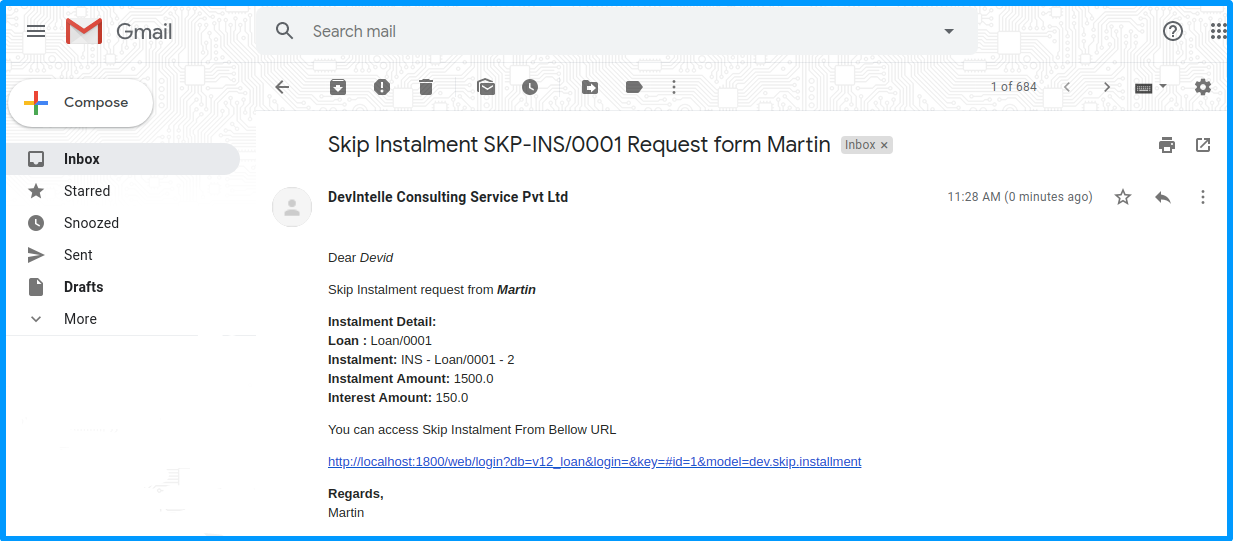 Gmail
Search mail
Compose
1 of 684
Inbox
Starred
Snoozed
Sent
Drafts
More
Skip Instalment SKP-INS/0001 Request form Martin
Inbox ×
DevIntelle Consulting Service Pvt Ltd
11:28 AM (0 minutes ago)
Dear Devid
Skip Instalment request from Martin
Instalment Detail:
Loan : Loan/0001
Instalment: INS - Loan/0001 - 2
Instalment Amount: 1500.0
Interest Amount: 150.0
You can access Skip Instalment From Bellow URL
http://localhost:1800/web/login?db=v12_loan&login=&key=#id=1&model=dev.skip.installment
Regards,
Martin